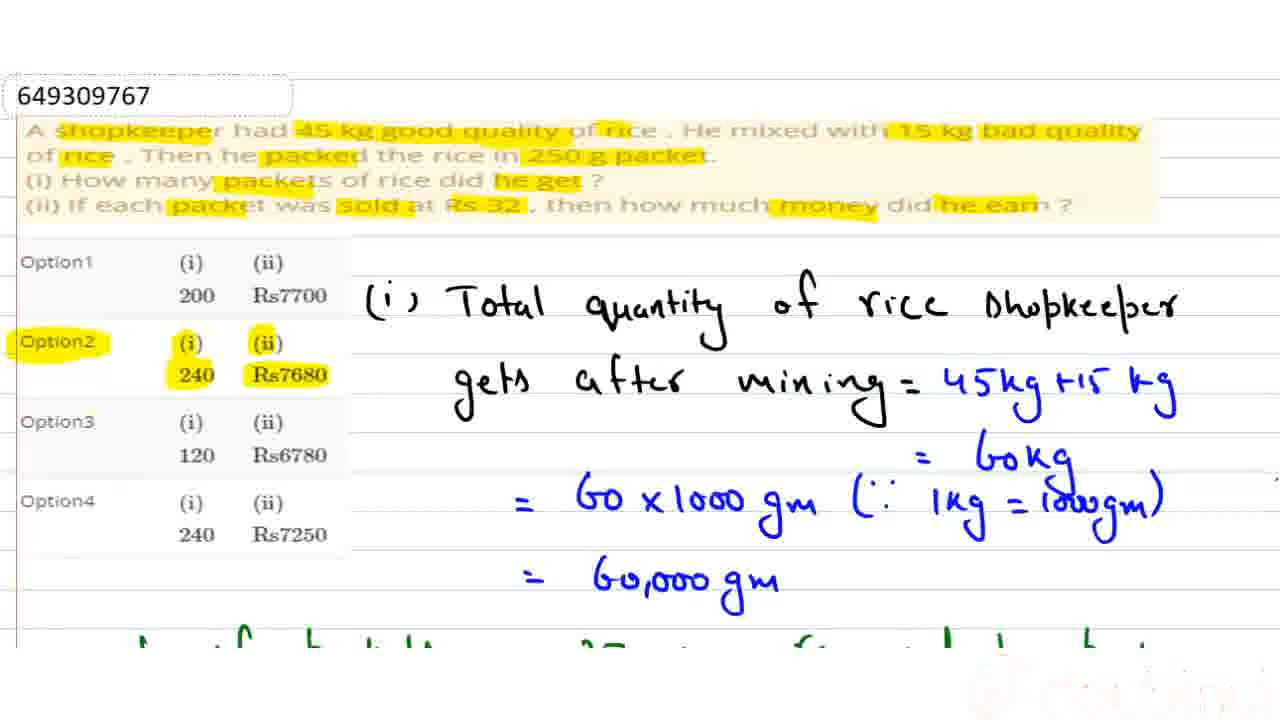 649309767
A shopkeeper had 45 kg good quality of rice . He mixed with 15 kg bad quality
of rice . Then he packed the rice in 250 g packet.
(i) How many packets of rice did he get ?
(ii) If each packet was sold at Rs 32 , then how much money did he earn ?
Option1 (i) (ii)
200 Rs7700
Option2 (i) (ii)
240 Rs7680
Option3 (i) (ii)
120 Rs6780
Option4 (i) (ii)
240 Rs7250
(i) Total quantity of rice shopkeeper
gets after mining = 45kg+15 kg
= 60kg
= 60 x 1000 gm (∵ 1kg = 1000gm)
= 60,000 gm